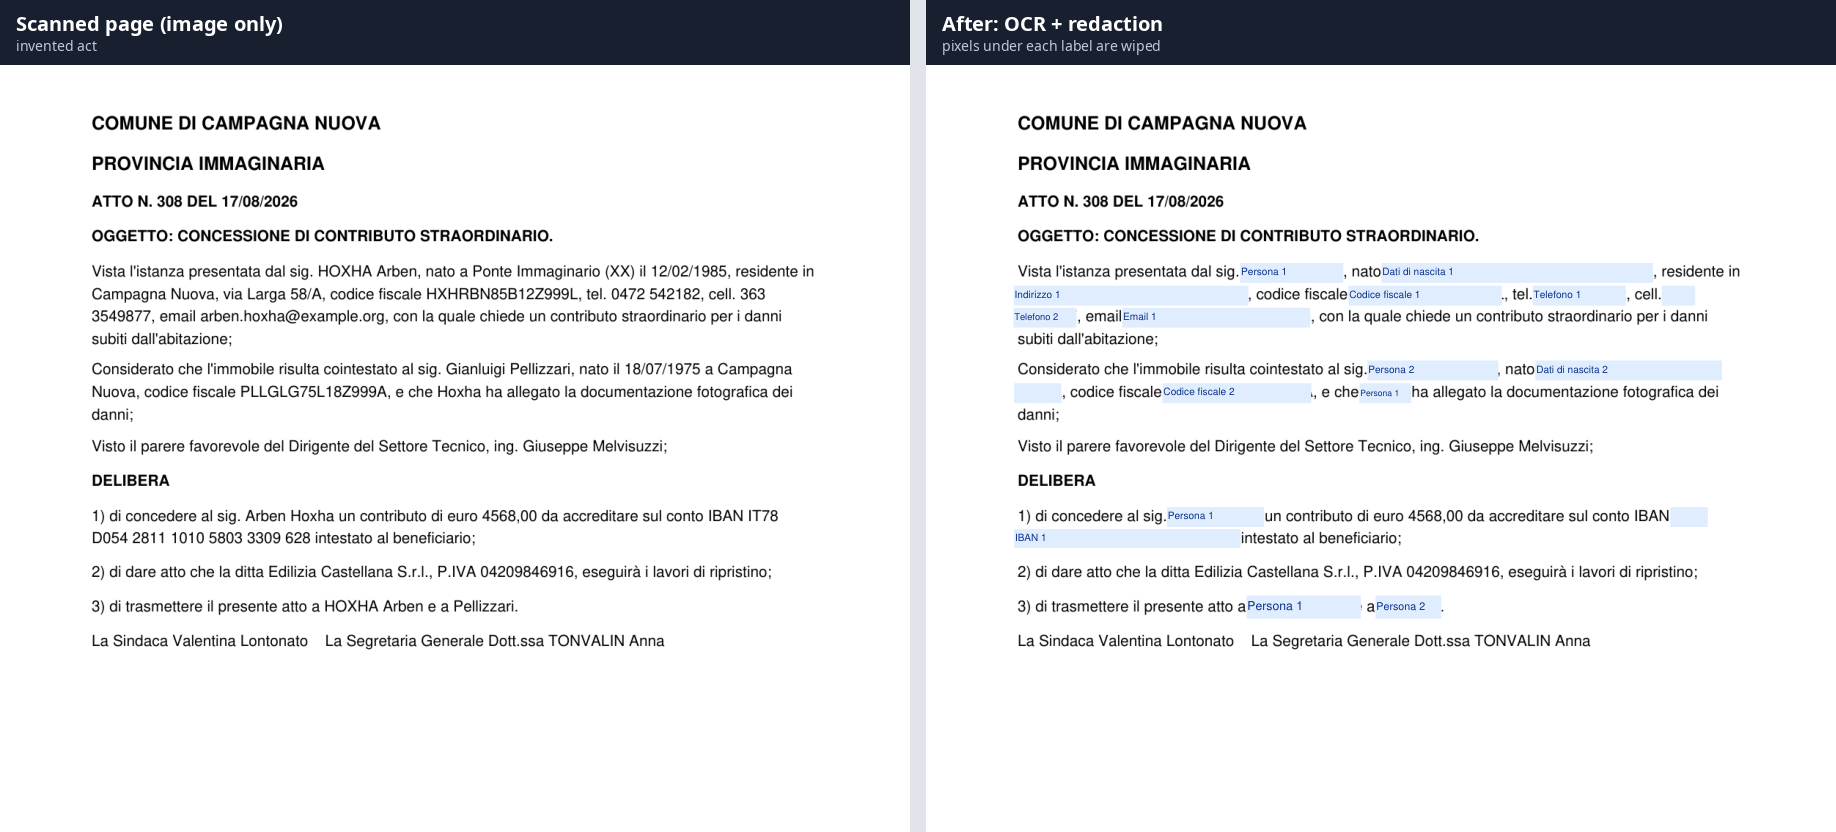 Scanned page (image only)
invented act
COMUNE DI CAMPAGNA NUOVA
PROVINCIA IMMAGINARIA
ATTO N. 308 DEL 17/08/2026
OGGETTO: CONCESSIONE DI CONTRIBUTO STRAORDINARIO.
Vista l'istanza presentata dal sig. HOXHA Arben, nato a Ponte Immaginario (XX) il 12/02/1985, residente in
Campagna Nuova, via Larga 58/A, codice fiscale HXHRBN85B12Z999L, tel. 0472 542182, cell. 363
3549877, email arben.hoxha@example.org, con la quale chiede un contributo straordinario per i danni
subiti dall'abitazione;
Considerato che l'immobile risulta cointestato al sig. Gianluigi Pellizzari, nato il 18/07/1975 a Campagna
Nuova, codice fiscale PLLGLG75L18Z999A, e che Hoxha ha allegato la documentazione fotografica dei
danni;
Visto il parere favorevole del Dirigente del Settore Tecnico, ing. Giuseppe Melvisuzzi;
DELIBERA
1) di concedere al sig. Arben Hoxha un contributo di euro 4568,00 da accreditare sul conto IBAN IT78
D054 2811 1010 5803 3309 628 intestato al beneficiario;
2) di dare atto che la ditta Edilizia Castellana S.r.l., P.IVA 04209846916, eseguirà i lavori di ripristino;
3) di trasmettere il presente atto a HOXHA Arben e a Pellizzari.
La Sindaca Valentina Lontonato La Segretaria Generale Dott.ssa TONVALIN Anna
After: OCR + redaction
pixels under each label are wiped
COMUNE DI CAMPAGNA NUOVA
PROVINCIA IMMAGINARIA
ATTO N. 308 DEL 17/08/2026
OGGETTO: CONCESSIONE DI CONTRIBUTO STRAORDINARIO.
Vista l'istanza presentata dal sig. Persona 1 , nato Dati di nascita 1 , residente in
Indirizzo 1 , codice fiscale Codice fiscale 1 ., tel. Telefono 1 , cell.
Telefono 2 , email Email 1 , con la quale chiede un contributo straordinario per i danni
subiti dall'abitazione;
Considerato che l'immobile risulta cointestato al sig. Persona 2 , nato Dati di nascita 2
, codice fiscale Codice fiscale 2 , e che Persona 1 ha allegato la documentazione fotografica dei
danni;
Visto il parere favorevole del Dirigente del Settore Tecnico, ing. Giuseppe Melvisuzzi;
DELIBERA
1) di concedere al sig. Persona 1 un contributo di euro 4568,00 da accreditare sul conto IBAN
IBAN 1 intestato al beneficiario;
2) di dare atto che la ditta Edilizia Castellana S.r.l., P.IVA 04209846916, eseguirà i lavori di ripristino;
3) di trasmettere il presente atto a Persona 1 a Persona 2 .
La Sindaca Valentina Lontonato La Segretaria Generale Dott.ssa TONVALIN Anna